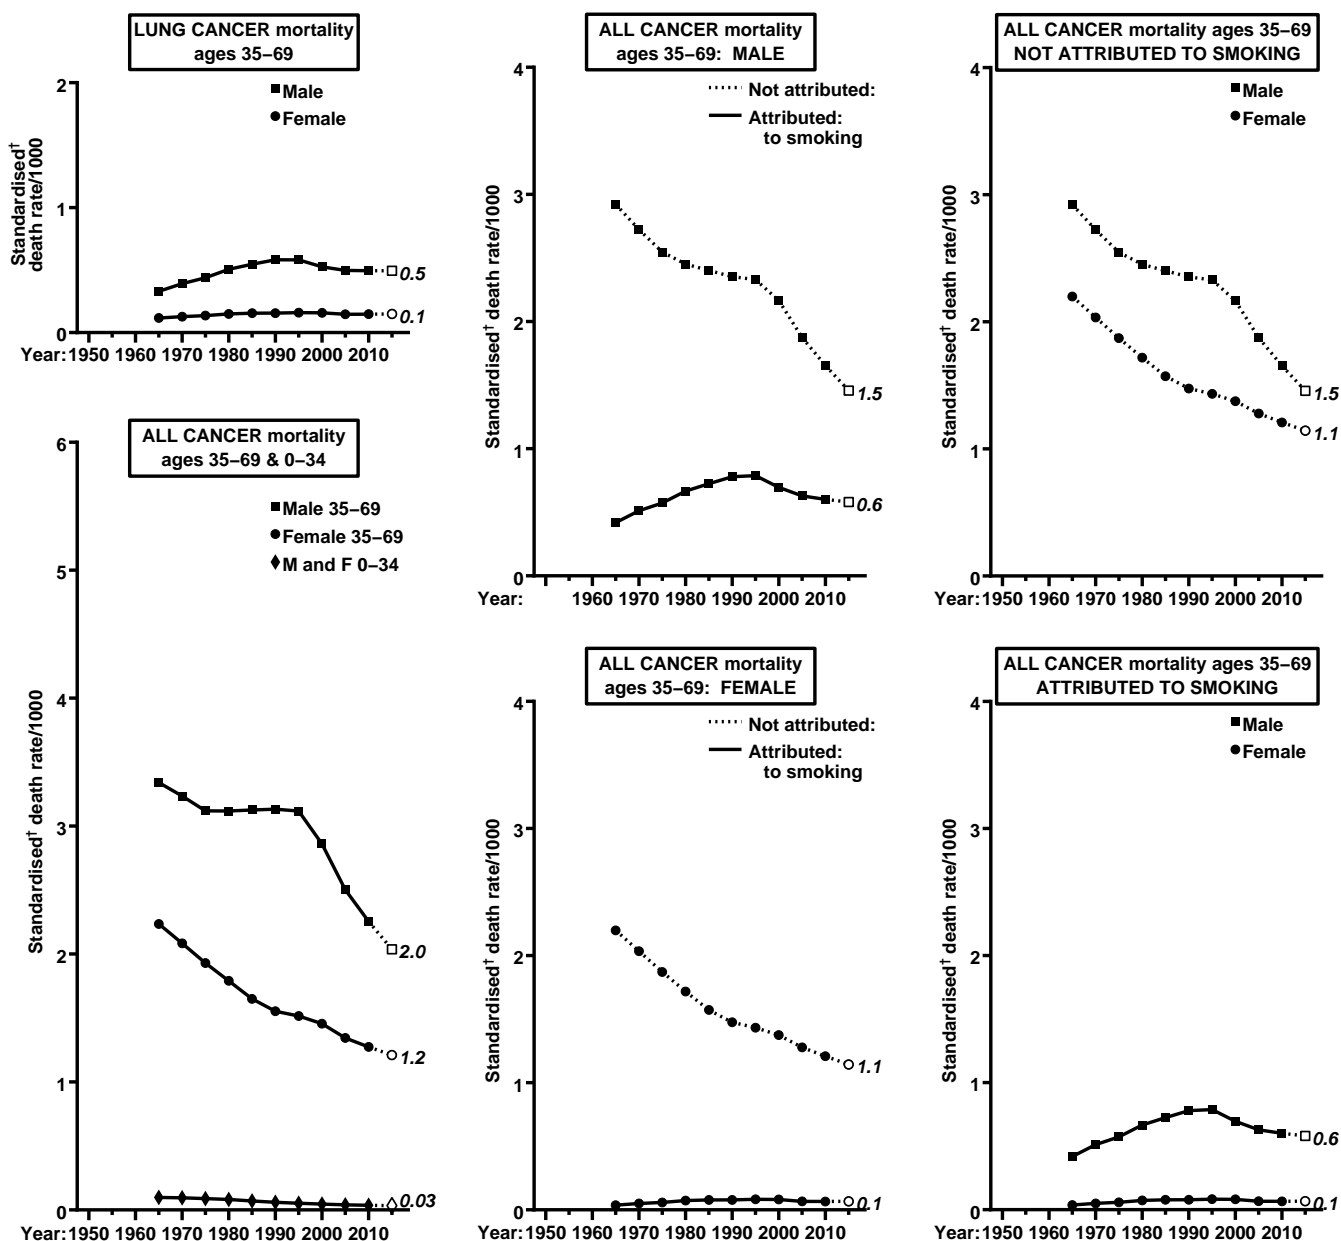 LUNG CANCER mortality
ages 35–69
Male
Female
2
1
0
Standardised†
death rate/1000
Year: 1950 1960 1970 1980 1990 2000 2010
0.5
0.1
ALL CANCER mortality
ages 35–69: MALE
Not attributed:
Attributed:
to smoking
4
3
2
1
0
Standardised† death rate/1000
Year: 1960 1970 1980 1990 2000 2010
1.5
0.6
ALL CANCER mortality ages 35–69
NOT ATTRIBUTED TO SMOKING
Male
Female
4
3
2
1
0
Standardised† death rate/1000
Year: 1950 1960 1970 1980 1990 2000 2010
1.5
1.1
ALL CANCER mortality
ages 35–69 & 0–34
Male 35–69
Female 35–69
M and F 0–34
6
5
4
3
2
1
0
Standardised† death rate/1000
Year: 1950 1960 1970 1980 1990 2000 2010
2.0
1.2
0.03
ALL CANCER mortality
ages 35–69: FEMALE
Not attributed:
Attributed:
to smoking
4
3
2
1
0
Standardised† death rate/1000
Year: 1950 1960 1970 1980 1990 2000 2010
1.1
0.1
ALL CANCER mortality ages 35–69
ATTRIBUTED TO SMOKING
Male
Female
4
3
2
1
0
Standardised† death rate/1000
Year: 1950 1960 1970 1980 1990 2000 2010
0.6
0.1